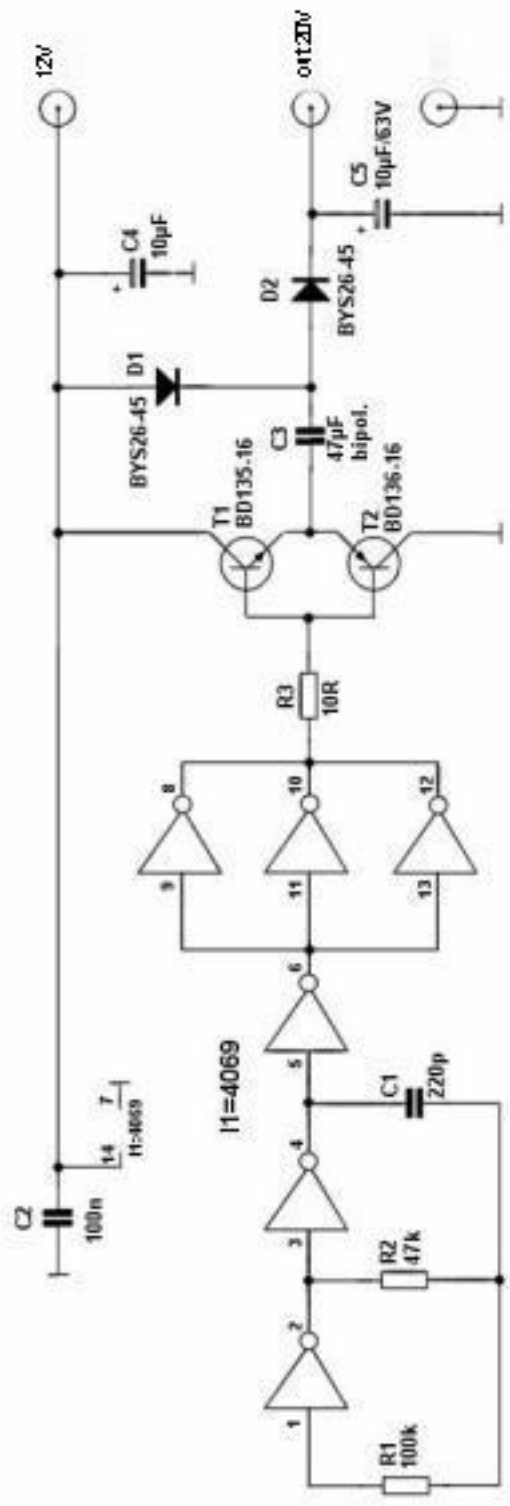 C2
100n
14
7
I1:4069
12V
C4
10µF
+
D1
BYS26-45
I1=4069
1
2
3
4
5
6
9
8
11
10
13
12
R1
100k
R2
47k
C1
220p
R3
10R
T1
BD135-16
T2
BD136-16
C3
47µF
bipol.
D2
BYS26-45
out20v
+
C5
10µF/63V